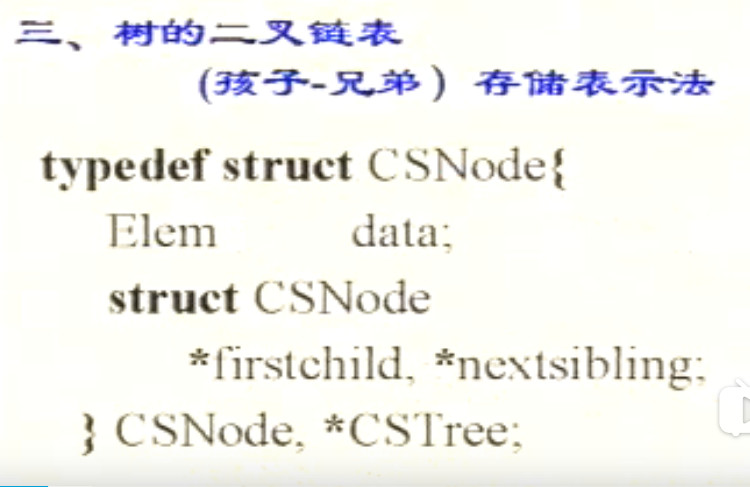 三、树的二叉链表
(孩子-兄弟) 存储表示法
typedef struct CSNode{
Elem data;
struct CSNode
*firstchild, *nextsibling;
} CSNode, *CSTree;